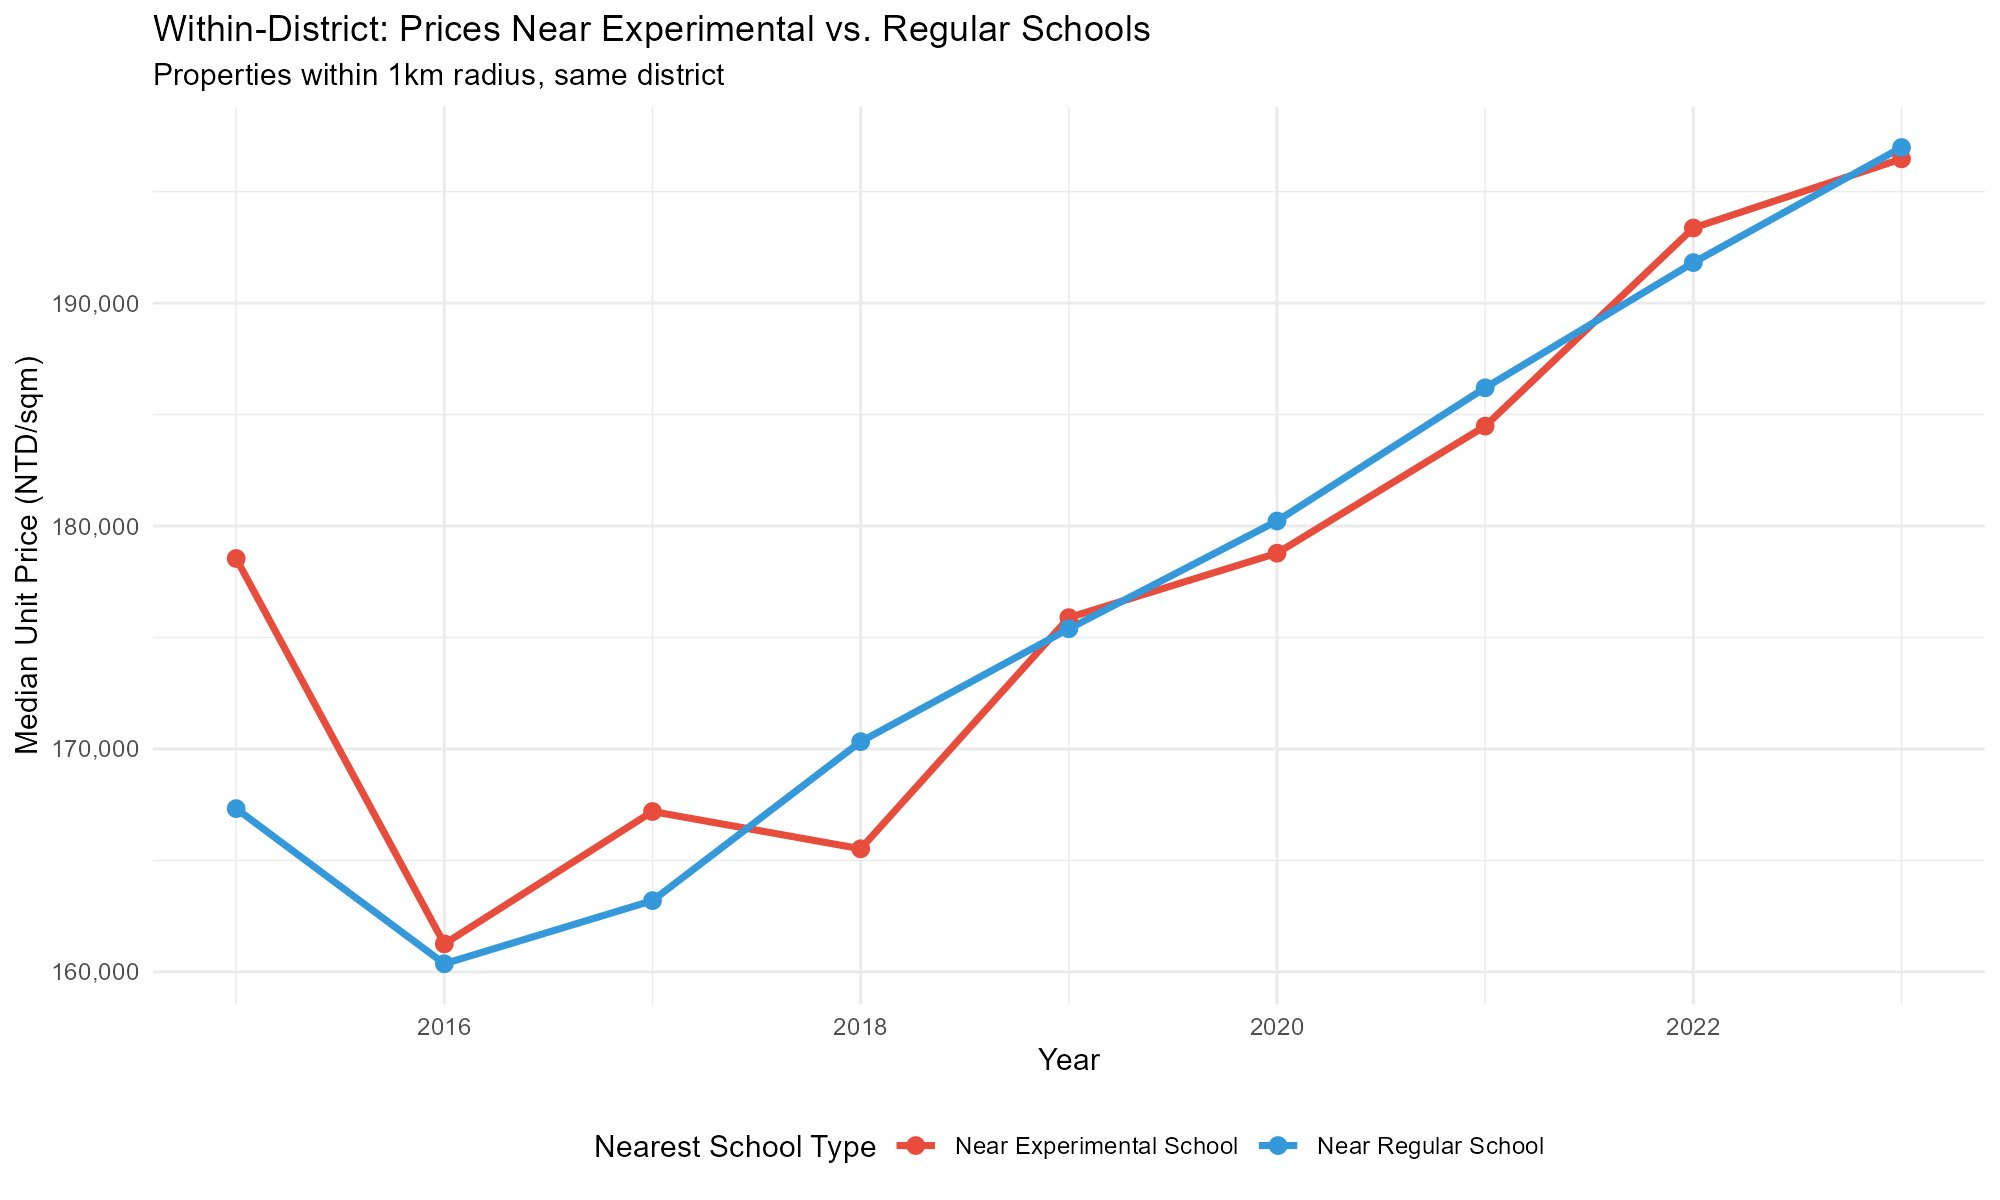 Within-District: Prices Near Experimental vs. Regular Schools
Properties within 1km radius, same district
Median Unit Price (NTD/sqm)
190,000
180,000
170,000
160,000
2016 2018 2020 2022
Year
Nearest School Type Near Experimental School Near Regular School